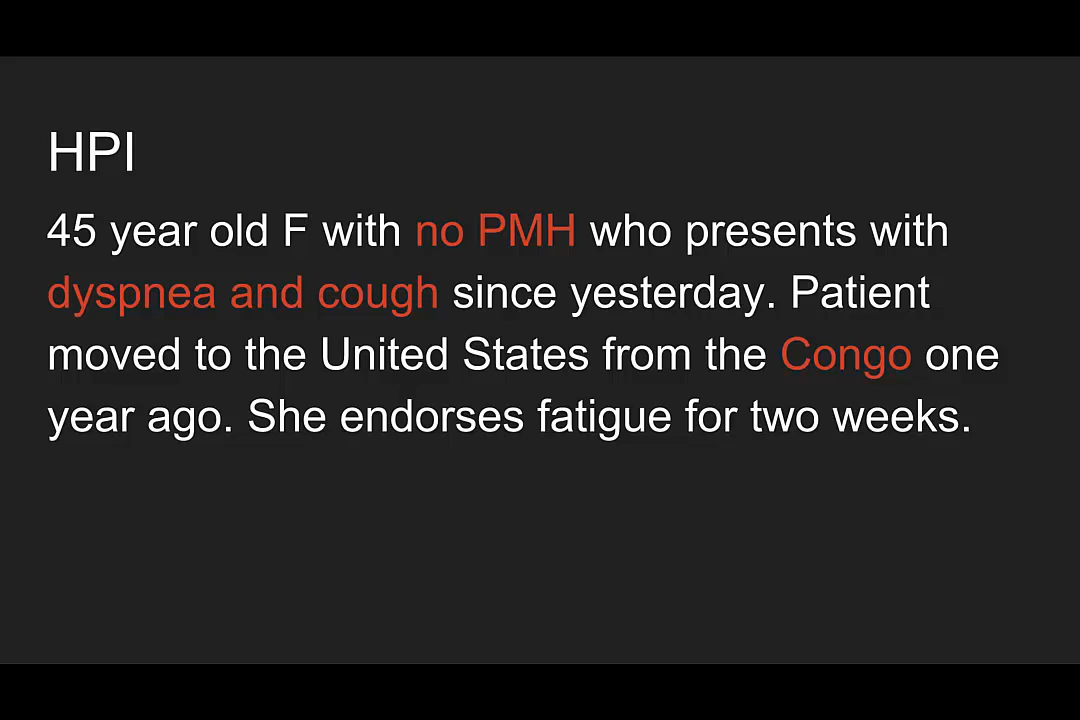 HPI
45 year old F with no PMH who presents with
dyspnea and cough since yesterday. Patient
moved to the United States from the Congo one
year ago. She endorses fatigue for two weeks.